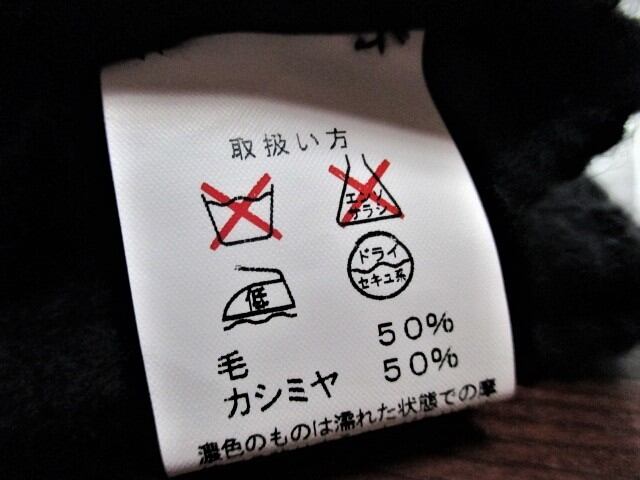 取扱い方
エンソ
サラシ
ドライ
セキユ系
低
毛 50%
カシミヤ 50%
濃色のものは濡れた状態での摩